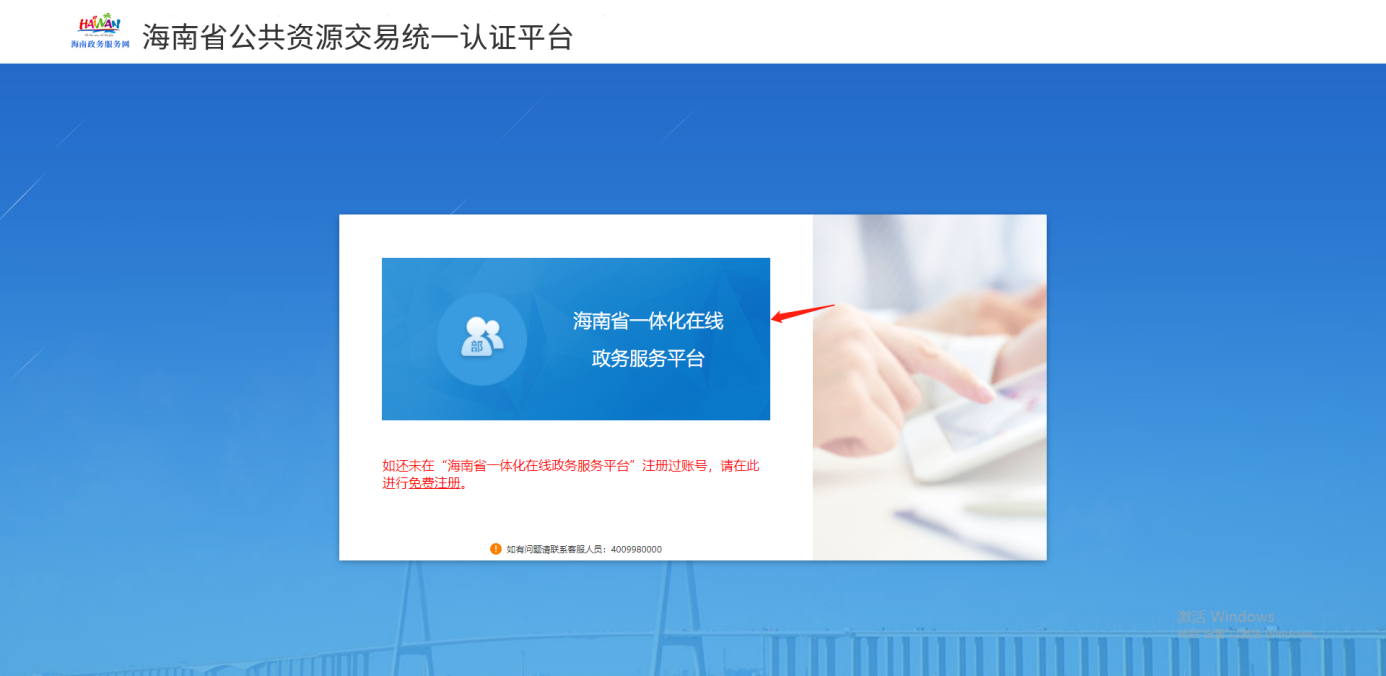 HAINAN
海南政务服务网
海南省公共资源交易统一认证平台
部
海南省一体化在线
政务服务平台
如还未在“海南省一体化在线政务服务平台”注册过账号，请在此
进行免费注册。
! 如有问题请联系客服人员：4009980000
激活 Windows